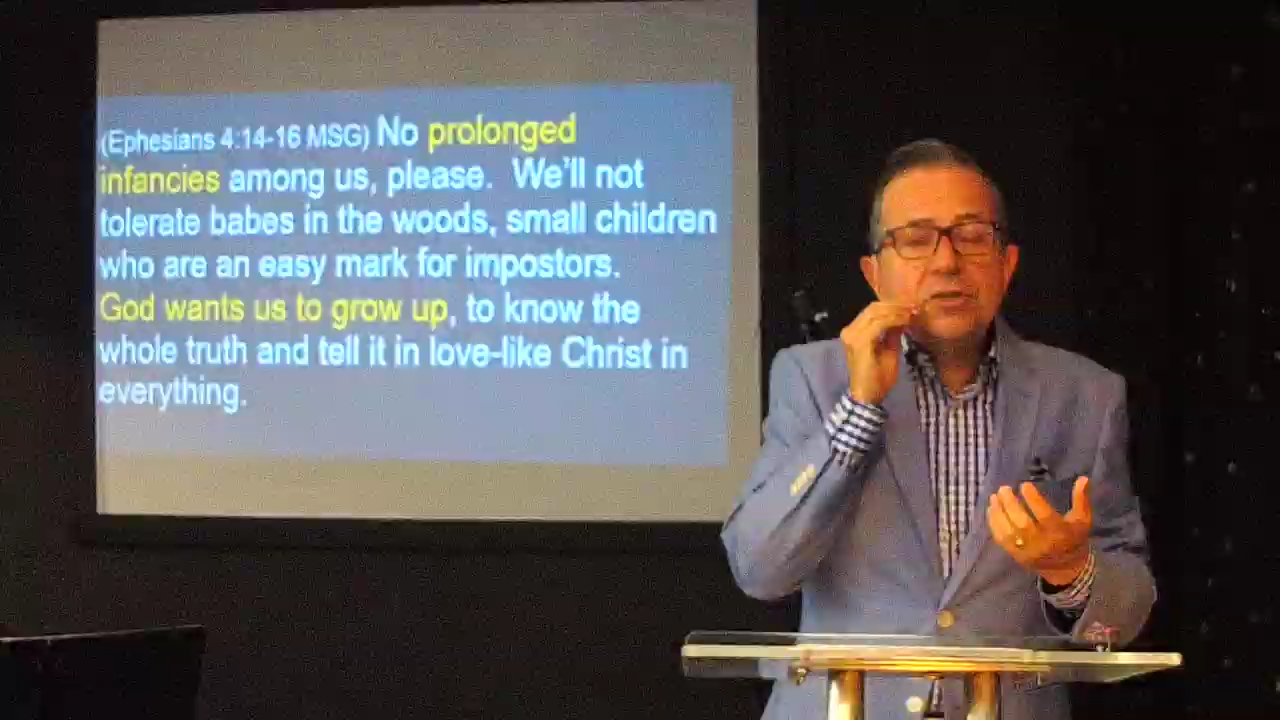 (Ephesians 4:14-16 MSG) No prolonged
infancies among us, please. We'll not
tolerate babes in the woods, small children
who are an easy mark for impostors.
God wants us to grow up, to know the
whole truth and tell it in love-like Christ in
everything.